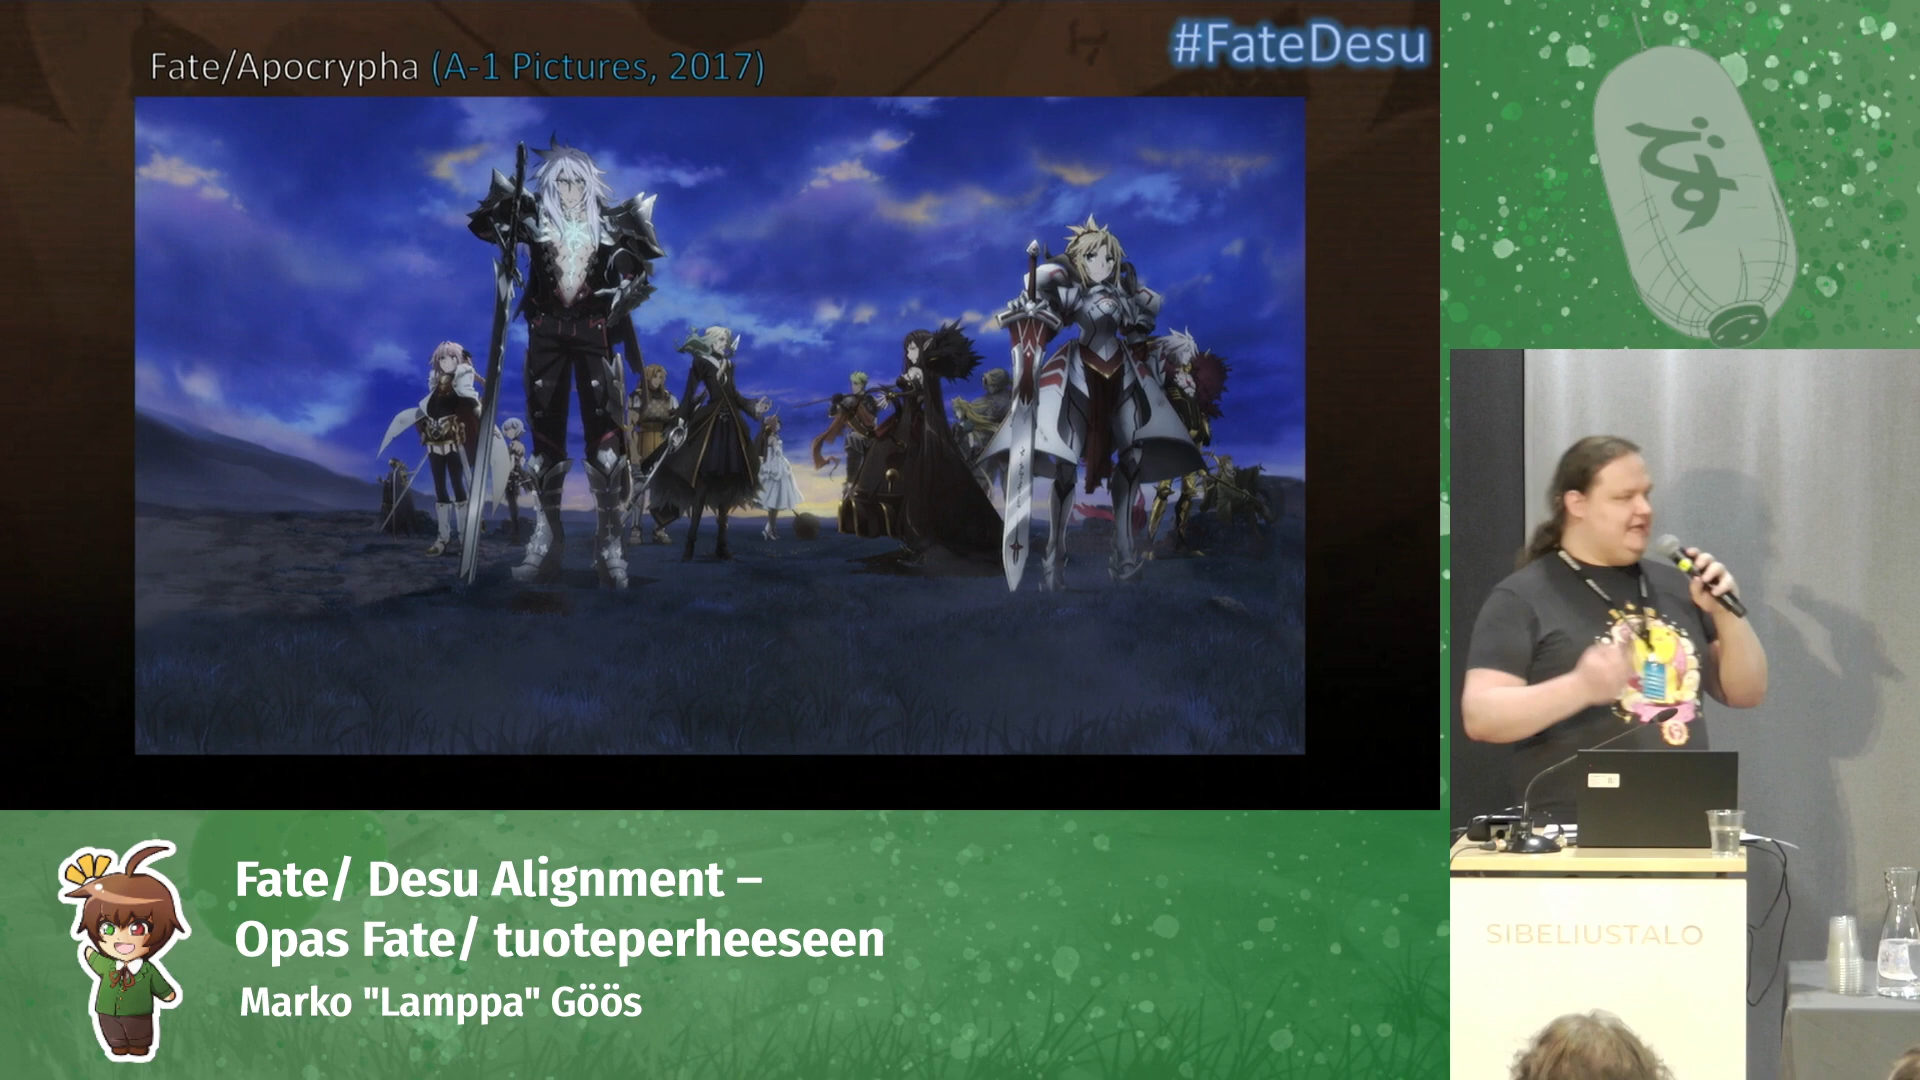 #FateDesu
Fate/Apocrypha (A-1 Pictures, 2017)
です
Fate/ Desu Alignment –
Opas Fate/ tuoteperheeseen
Marko "Lamppa" Göös
SIBELIUSTALO